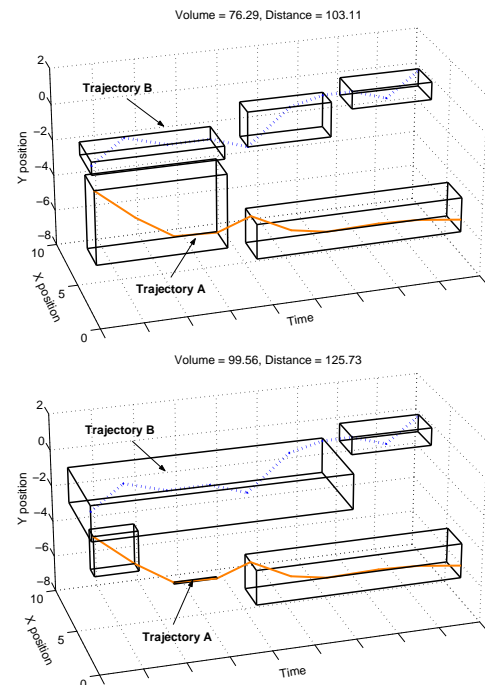 Volume = 76.29, Distance = 103.11
2
0
−2
−4
−6
−8
Y position
10
5
0
X position
Time
Trajectory B
Trajectory A
Volume = 99.56, Distance = 125.73
2
0
−2
−4
−6
−8
Y position
10
5
0
X position
Time
Trajectory B
Trajectory A